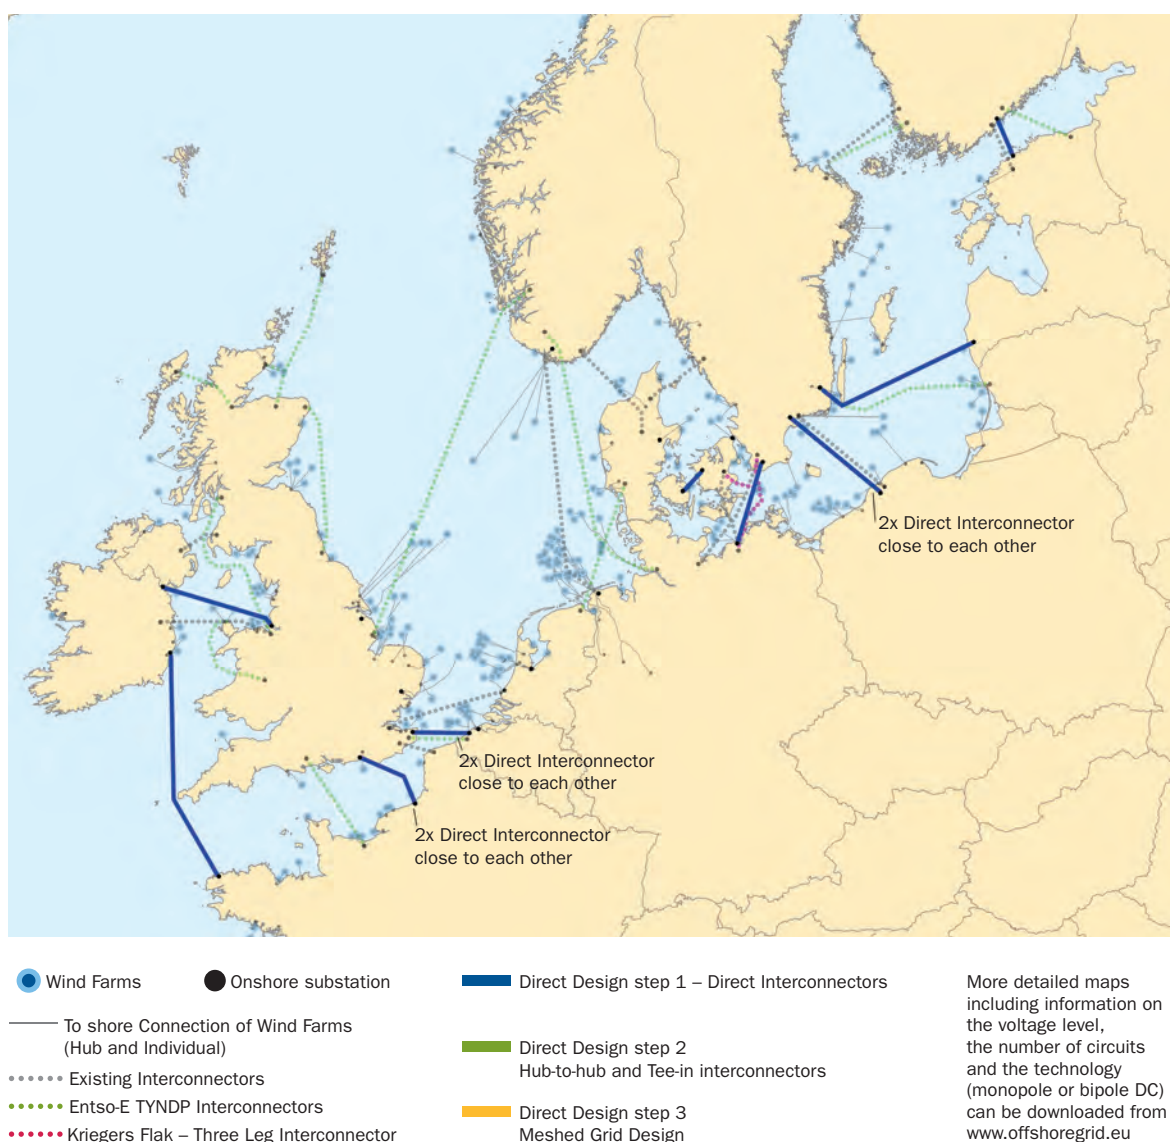 2x Direct Interconnector
close to each other
2x Direct Interconnector
close to each other
2x Direct Interconnector
close to each other
Wind Farms
Onshore substation
To shore Connection of Wind Farms
(Hub and Individual)
Existing Interconnectors
Entso-E TYNDP Interconnectors
Kriegers Flak – Three Leg Interconnector
Direct Design step 1 – Direct Interconnectors
Direct Design step 2
Hub-to-hub and Tee-in interconnectors
Direct Design step 3
Meshed Grid Design
More detailed maps
including information on
the voltage level,
the number of circuits
and the technology
(monopole or bipole DC)
can be downloaded from
www.offshoregrid.eu